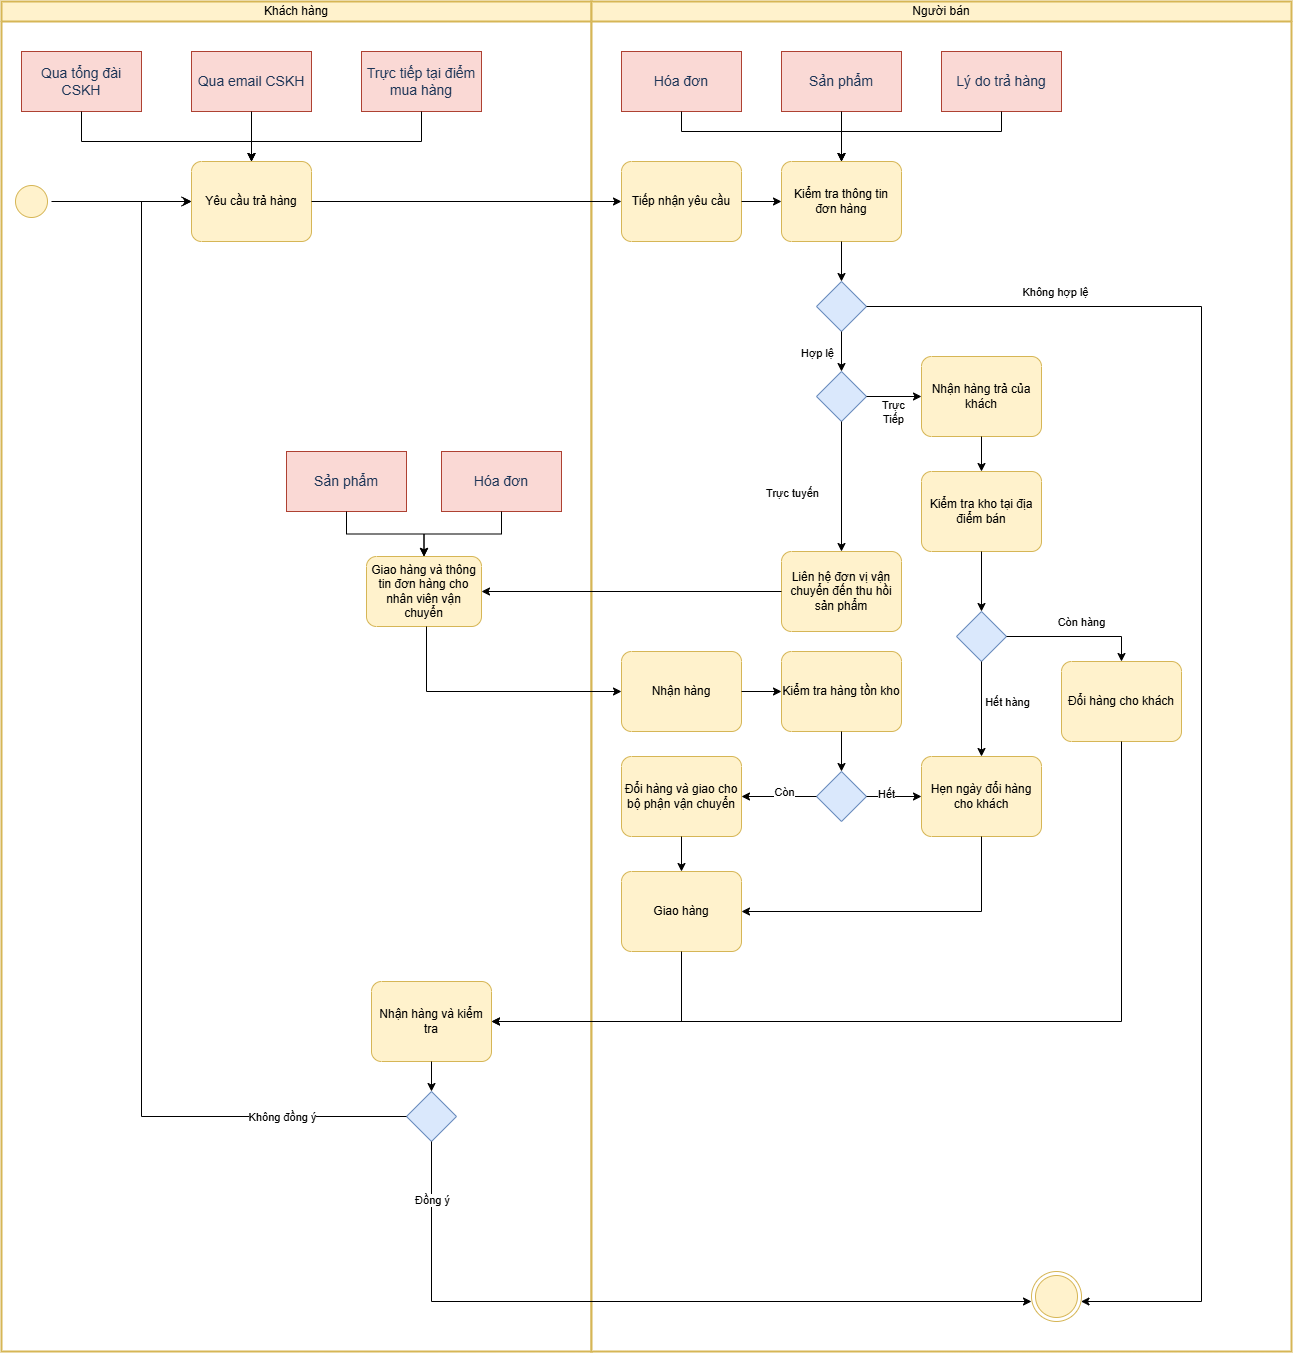 Khách hàng
Người bán
Qua tổng đài
CSKH
Qua email CSKH
Trực tiếp tại điểm
mua hàng
Hóa đơn
Sản phẩm
Lý do trả hàng
Yêu cầu trả hàng
Tiếp nhận yêu cầu
Kiểm tra thông tin
đơn hàng
Không hợp lệ
Hợp lệ
Trực
Tiếp
Nhận hàng trả của
khách
Sản phẩm
Hóa đơn
Trực tuyến
Kiểm tra kho tại địa
điểm bán
Giao hàng và thông
tin đơn hàng cho
nhân viên vận
chuyển
Liên hệ đơn vị vận
chuyển đến thu hồi
sản phẩm
Còn hàng
Hết hàng
Đổi hàng cho khách
Nhận hàng
Kiểm tra hàng tồn kho
Đổi hàng và giao cho
bộ phận vận chuyển
Còn
Hết
Hẹn ngày đổi hàng
cho khách
Giao hàng
Nhận hàng và kiểm
tra
Không đồng ý
Đồng ý